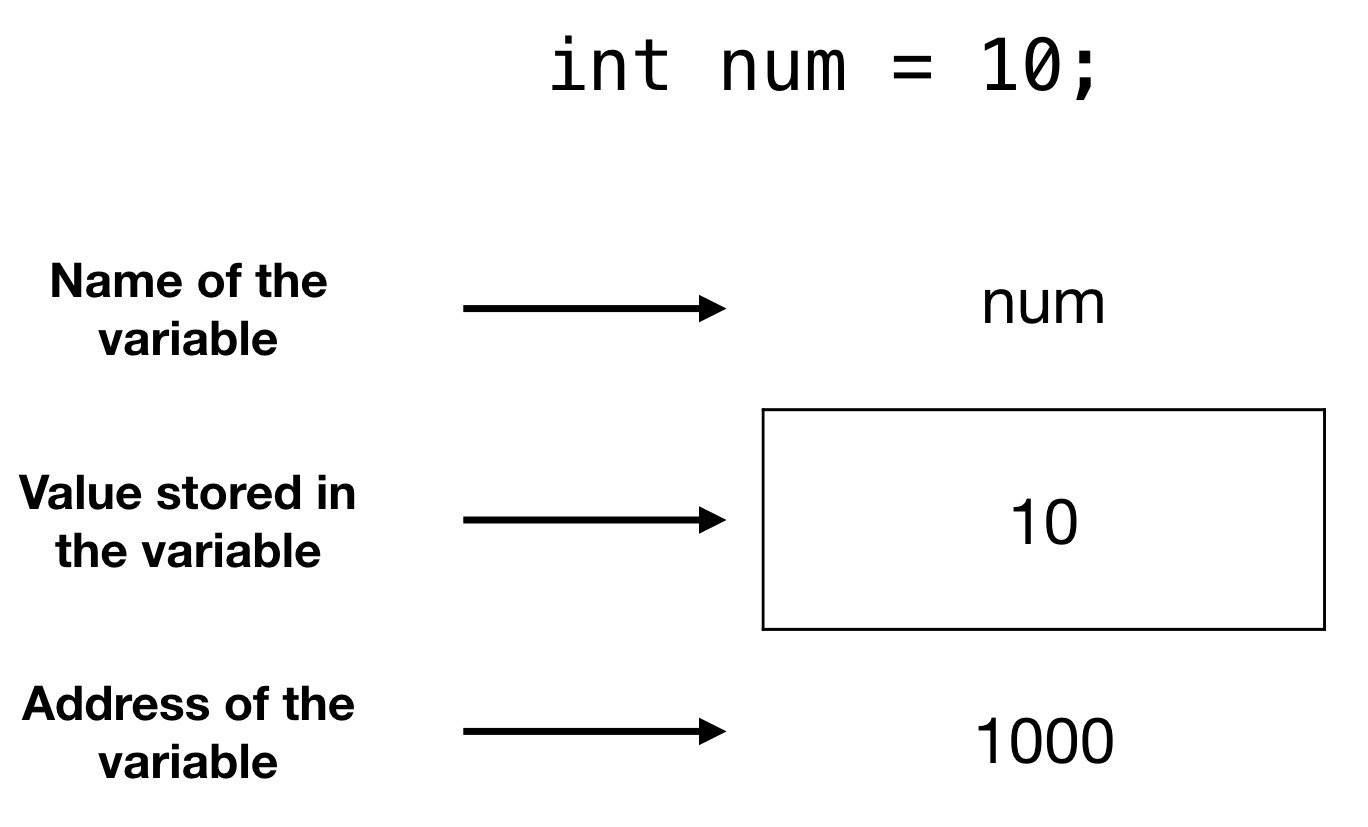 int num = 10;
Name of the
variable
num
Value stored in
the variable
10
Address of the
variable
1000